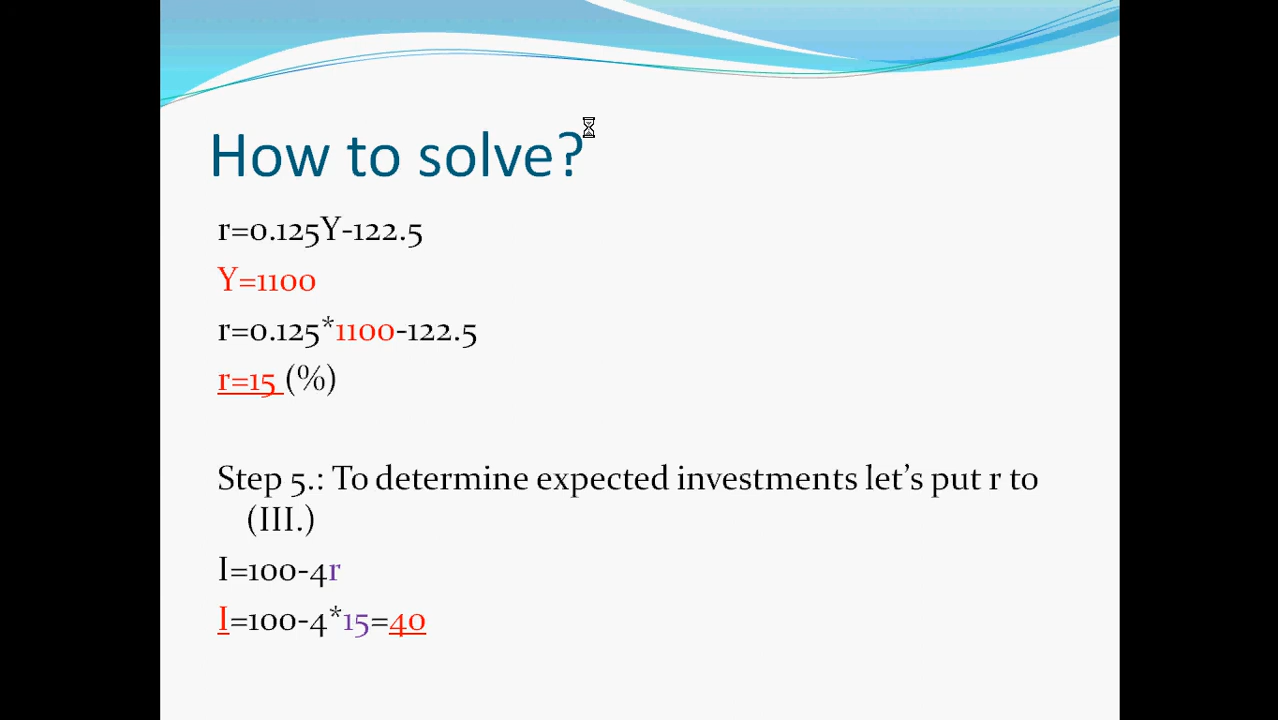 How to solve?
r=0.125Y-122.5
Y=1100
r=0.125*1100-122.5
r=15 (%)
Step 5.: To determine expected investments let’s put r to
(III.)
I=100-4r
I=100-4*15=40